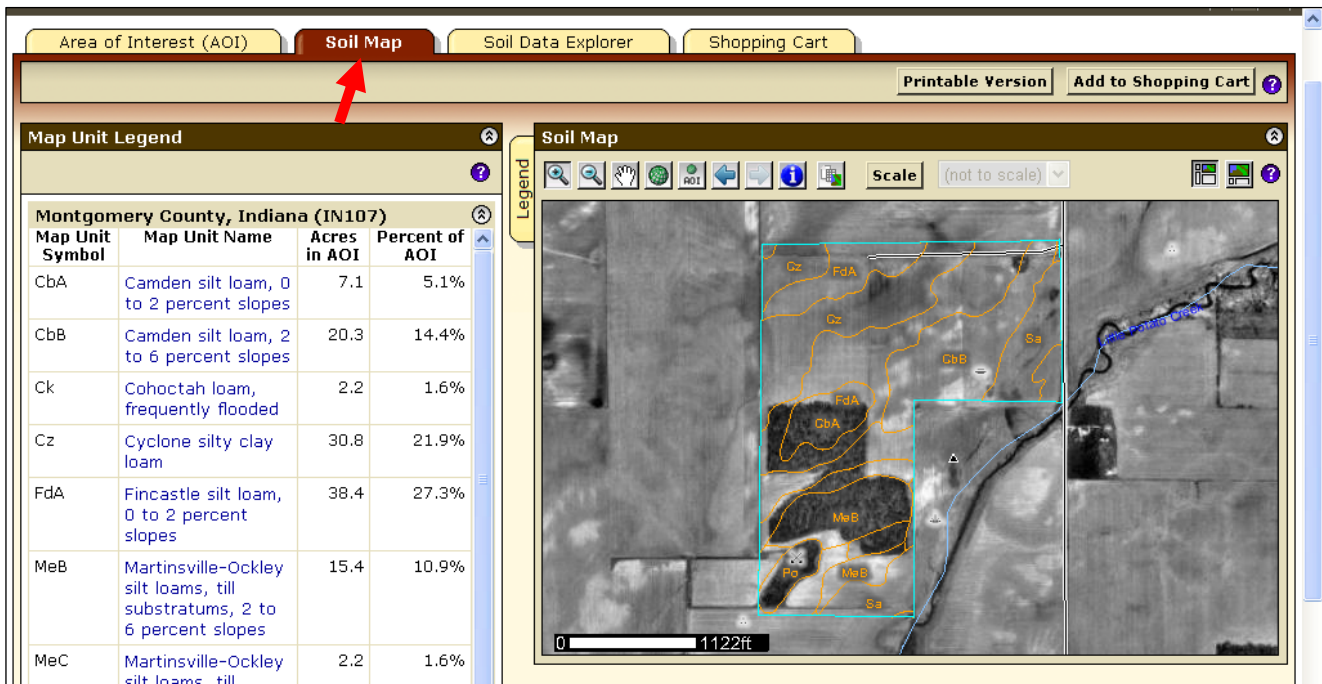 Area of Interest (AOI)
Soil Map
Soil Data Explorer
Shopping Cart
Printable Version
Add to Shopping Cart
?
Map Unit Legend
?
Montgomery County, Indiana (IN107)
Map Unit Symbol
Map Unit Name
Acres in AOI
Percent of AOI
CbA
Camden silt loam, 0
to 2 percent slopes
7.1
5.1%
CbB
Camden silt loam, 2
to 6 percent slopes
20.3
14.4%
Ck
Cohoctah loam,
frequently flooded
2.2
1.6%
Cz
Cyclone silty clay
loam
30.8
21.9%
FdA
Fincastle silt loam,
0 to 2 percent
slopes
38.4
27.3%
MeB
Martinsville-Ockley
silt loams, till
substratums, 2 to
6 percent slopes
15.4
10.9%
MeC
Martinsville-Ockley
silt loams, till
2.2
1.6%
Legend
Soil Map
AOI
i
Scale
(not to scale)
?
Cz
FdA
Cz
Sa
CbB
Little Potato Creek
FdA
CbA
MeB
Po
MeB
Sa
0
1122ft